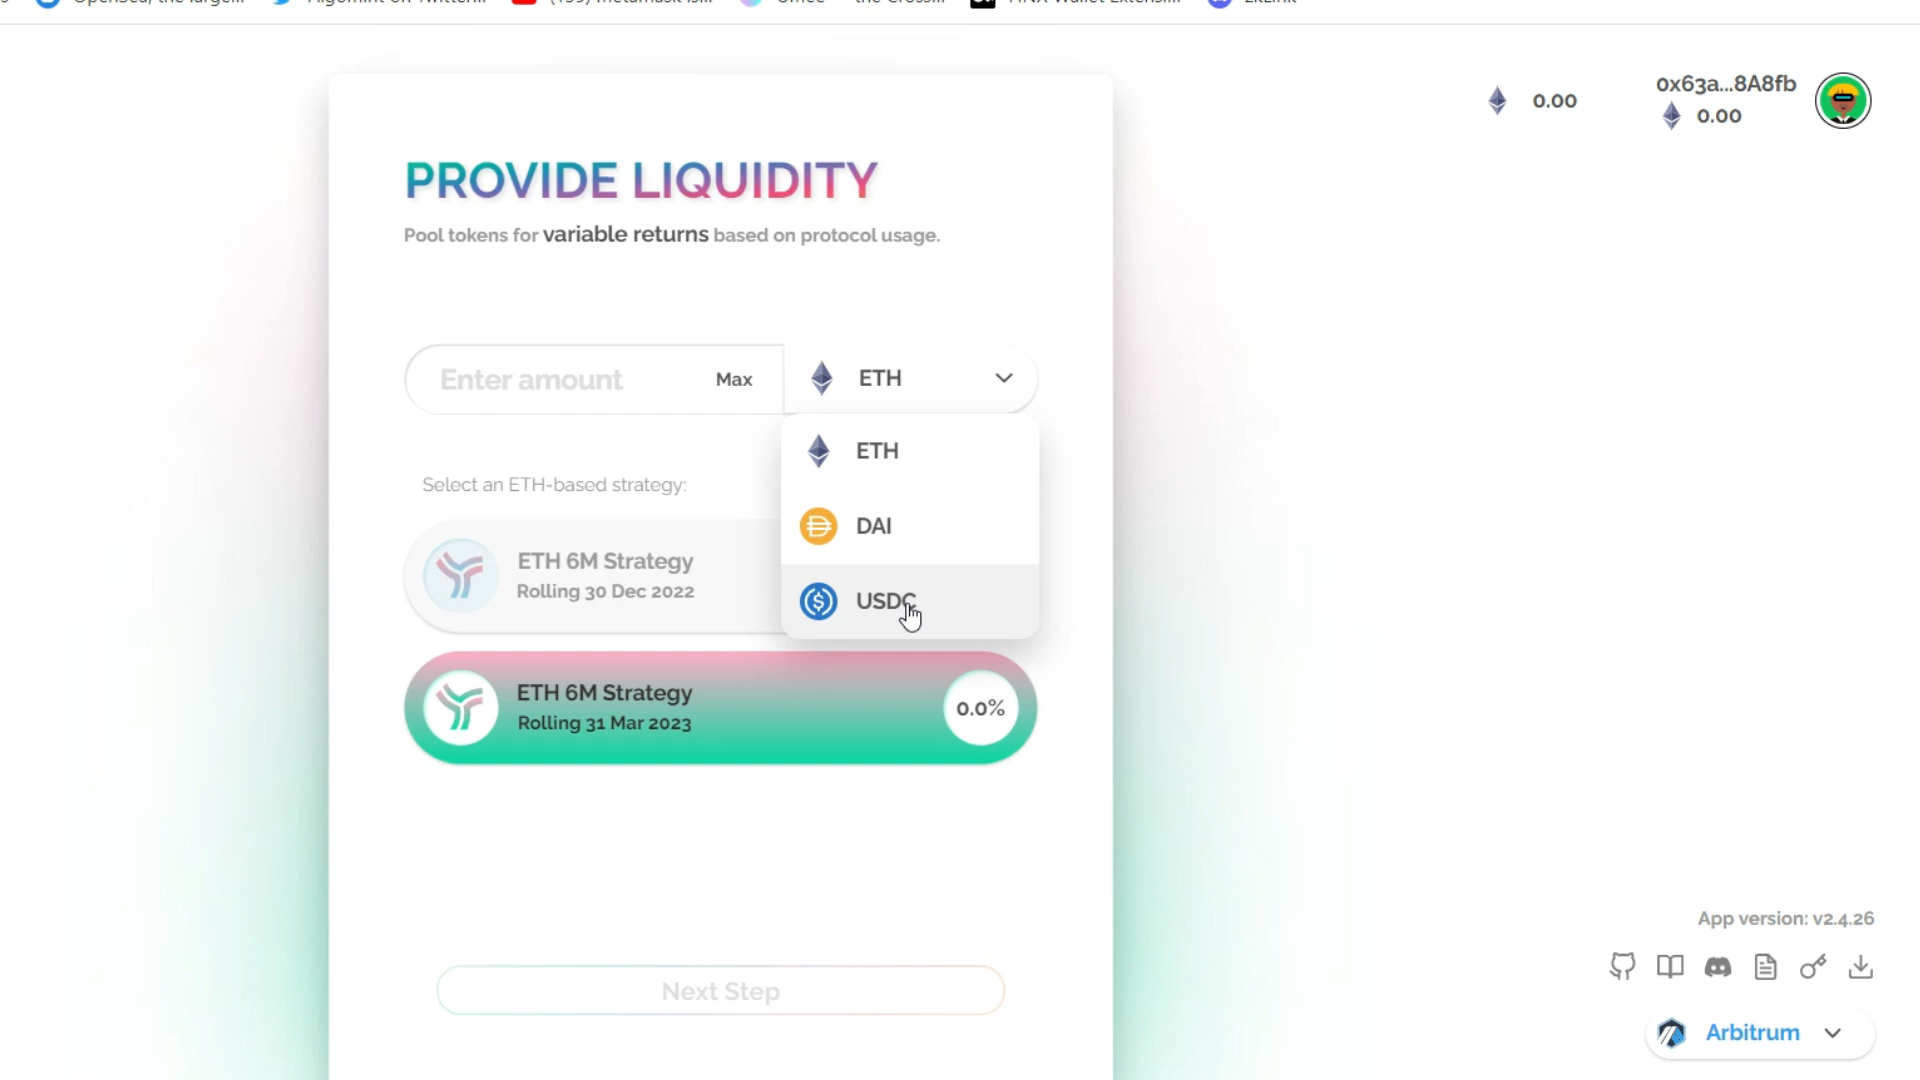 0x63a...8A8fb
0.00
0.00
PROVIDE LIQUIDITY
Pool tokens for variable returns based on protocol usage.
Enter amount
Max
ETH
ETH
Select an ETH-based strategy:
DAI
ETH 6M Strategy
Rolling 30 Dec 2022
USDC
ETH 6M Strategy
Rolling 31 Mar 2023
0.0%
App version: v2.4.26
Next Step
Arbitrum